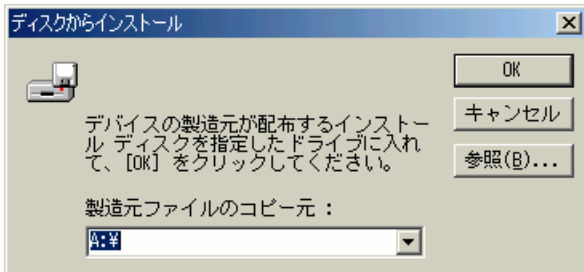 ディスクからインストール
OK
デバイスの製造元が配布するインストー
ル ディスクを指定したドライブに入れ
て、[OK] をクリックしてください。
キャンセル
参照(B)...
製造元ファイルのコピー元：
A:¥